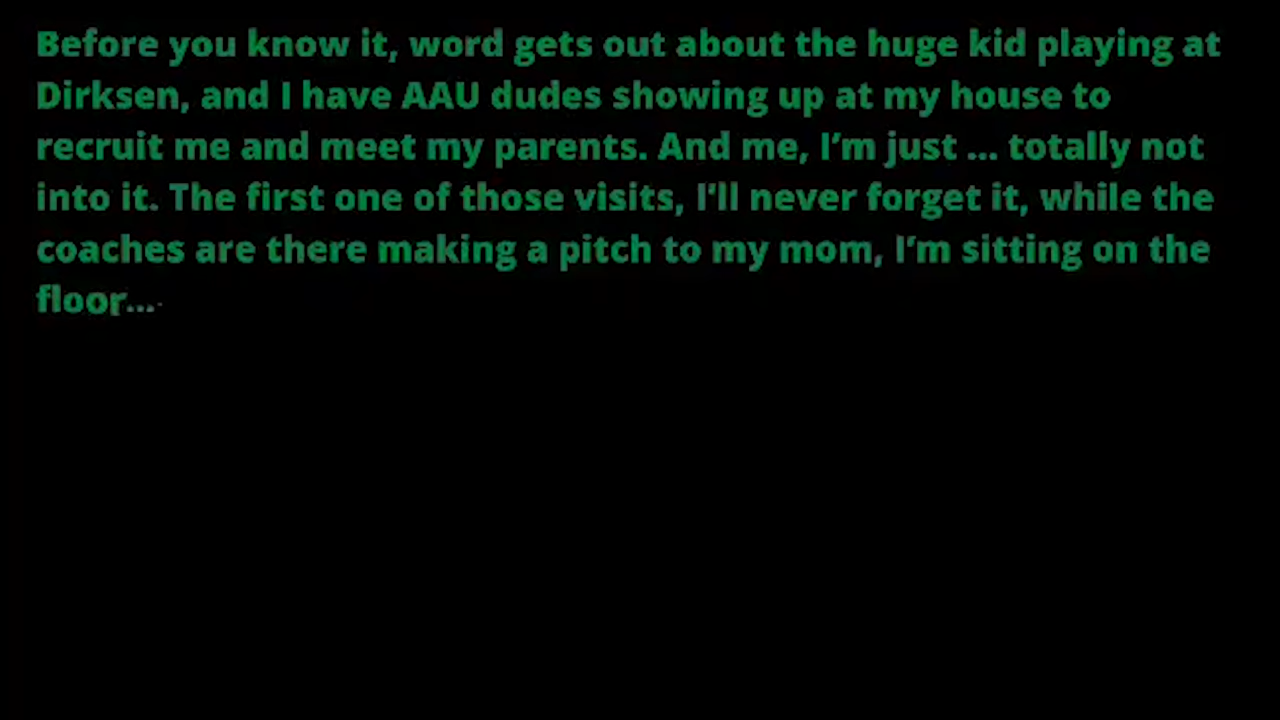 Before you know it, word gets out about the huge kid playing at
Dirksen, and I have AAU dudes showing up at my house to
recruit me and meet my parents. And me, I’m just … totally not
into it. The first one of those visits, I’ll never forget it, while the
coaches are there making a pitch to my mom, I’m sitting on the
floor...